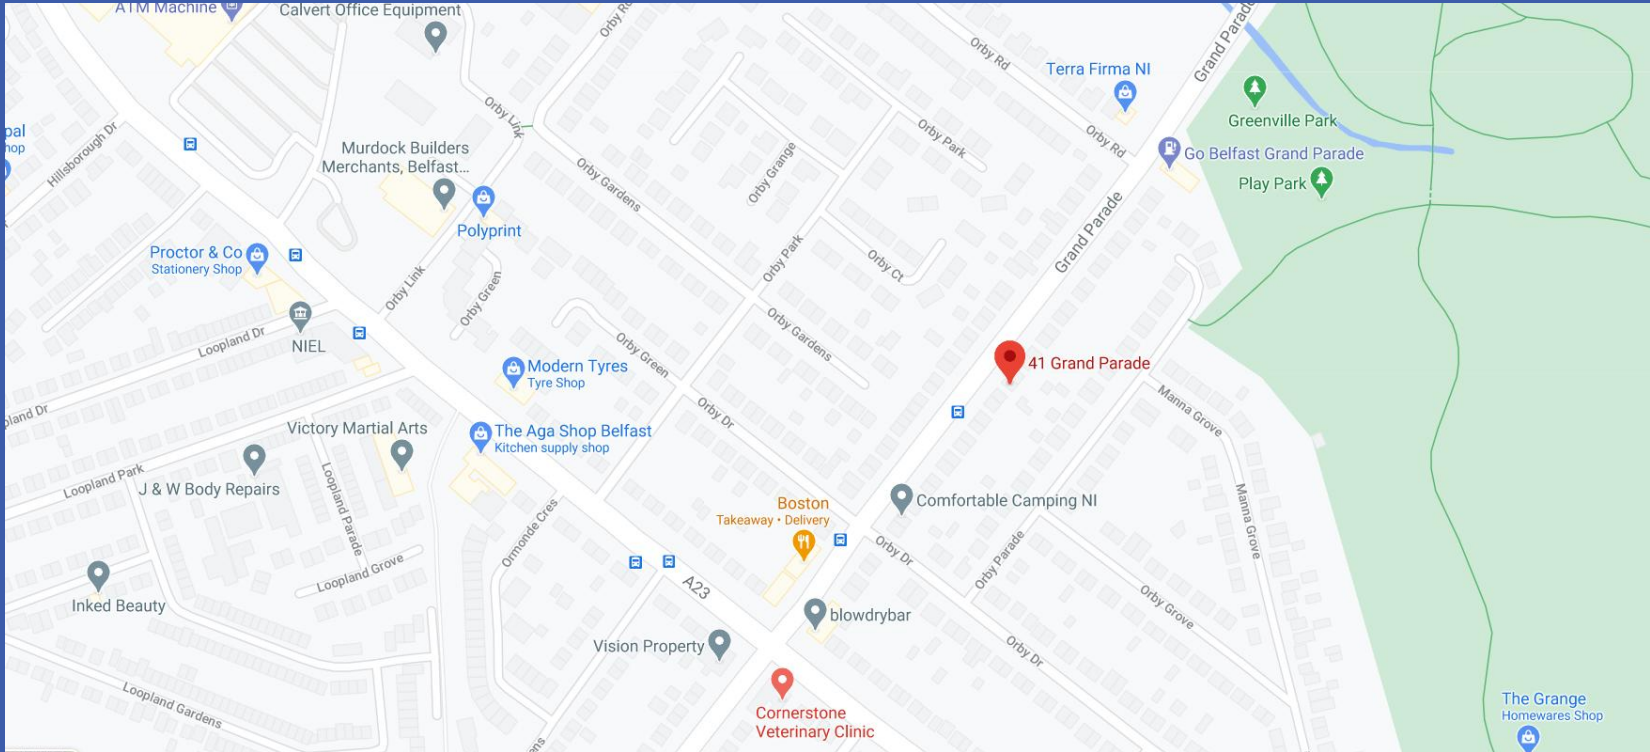 ATM Machine
Calvert Office Equipment
Orby Rd
Grand Parade
Orby Rd
Terra Firma NI
Orby Link
Orby Park
Orby Rd
Greenville Park
Hillsborough Dr
Murdock Builders
Merchants, Belfast...
Orby Gardens
Orby Grange
Go Belfast Grand Parade
Play Park
Polyprint
Grand Parade
Proctor & Co
Stationery Shop
Orby Link
Orby Green
Orby Park
Orby Ct
NIEL
Loopland Dr
Orby Green
Orby Gardens
Modern Tyres
Tyre Shop
41 Grand Parade
Orby Dr
Manna Grove
Victory Martial Arts
The Aga Shop Belfast
Kitchen supply shop
Loopland Park
J & W Body Repairs
Loopland Parade
Boston
Takeaway • Delivery
Comfortable Camping NI
Manna Grove
Ormonde Cres
Orby Dr
Orby Parade
Loopland Grove
A23
Inked Beauty
Orby Grove
blowdrybar
Vision Property
Orby Dr
Loopland Gardens
Cornerstone
Veterinary Clinic
The Grange
Homewares Shop